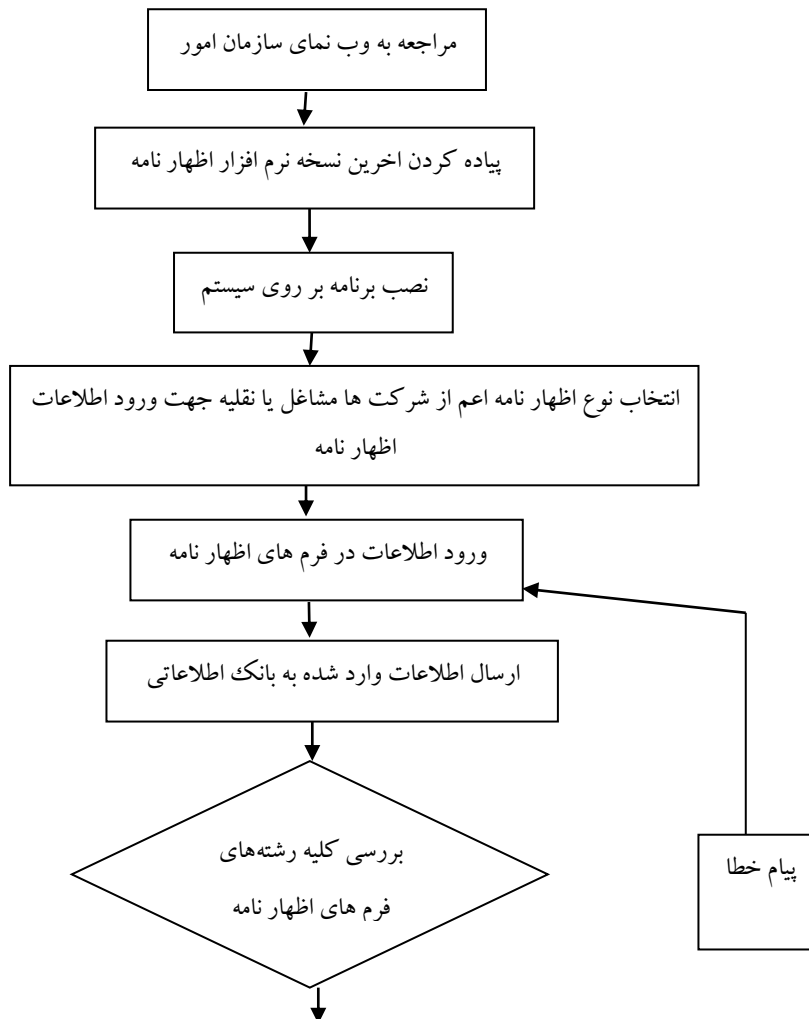 مراجعه به وب نمای سازمان امور
پیاده کردن اخرین نسخه نرم افزار اظهار نامه
نصب برنامه بر روی سیستم
انتخاب نوع اظهار نامه اعم از شرکت ها مشاغل یا نقلیه جهت ورود اطلاعات
اظهار نامه
ورود اطلاعات در فرم های اظهار نامه
ارسال اطلاعات وارد شده به بانک اطلاعاتی
بررسی کلیه رشته‌های
فرم های اظهار نامه
پیام خطا